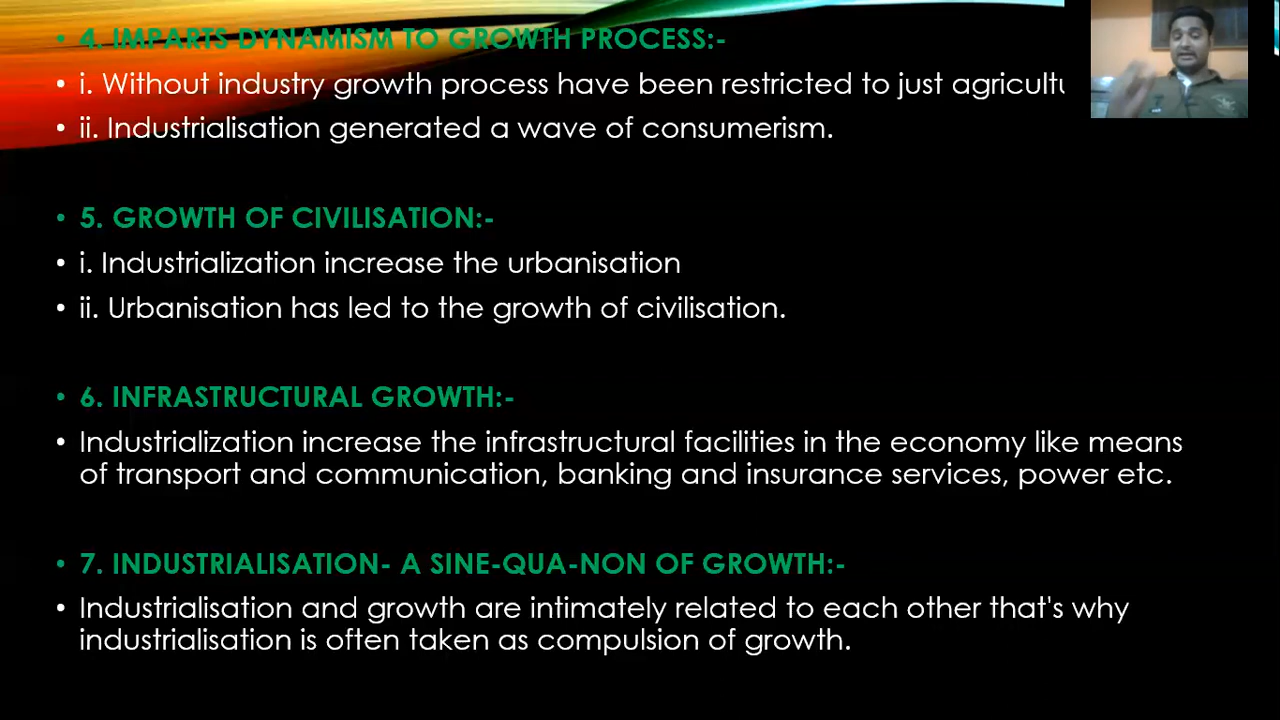 • 4. IMPARTS DYNAMISM TO GROWTH PROCESS:-
• i. Without industry growth process have been restricted to just
• ii. Industrialisation generated a wave of consumerism.
• 5. GROWTH OF CIVILISATION:-
• i. Industrialization increase the urbanisation
• ii. Urbanisation has led to the growth of civilisation.
• 6. INFRASTRUCTURAL GROWTH:-
• Industrialization increase the infrastructural facilities in the economy like means
of transport and communication, banking and insurance services, power etc.
• 7. INDUSTRIALISATION- A SINE-QUA-NON OF GROWTH:-
• Industrialisation and growth are intimately related to each other that's why
industrialisation is often taken as compulsion of growth.